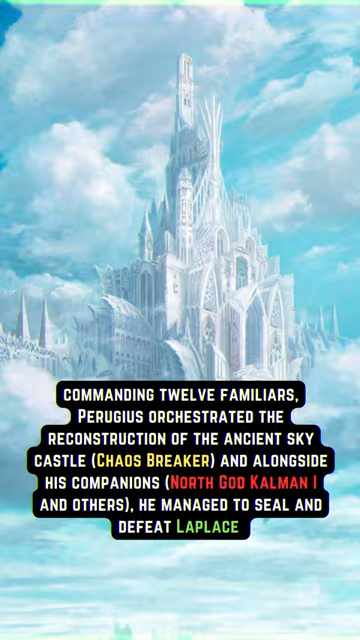 COMMANDING TWELVE FAMILIARS,
PERUGIUS ORCHESTRATED THE
RECONSTRUCTION OF THE ANCIENT SKY
CASTLE (CHAOS BREAKER) AND ALONGSIDE
HIS COMPANIONS (NORTH GOD KALMAN I
AND OTHERS), HE MANAGED TO SEAL AND
DEFEAT LAPLACE